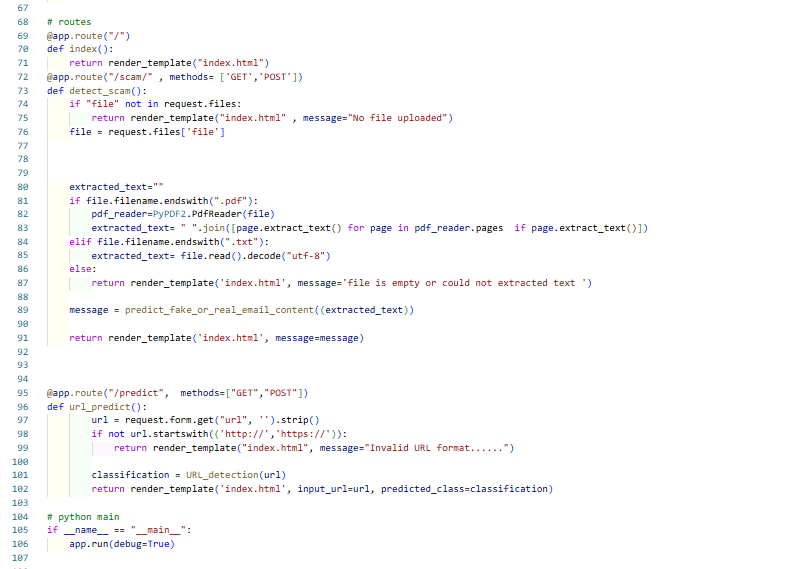 67
68 # routes
69 @app.route("/")
70 def index():
71     return render_template("index.html")
72 @app.route("/scam/" , methods= ['GET','POST'])
73 def detect_scam():
74     if "file" not in request.files:
75         return render_template("index.html" , message="No file uploaded")
76     file = request.files['file']
77
78
79
80     extracted_text=""
81     if file.filename.endswith(".pdf"):
82         pdf_reader=PyPDF2.PdfReader(file)
83         extracted_text= " ".join([page.extract_text() for page in pdf_reader.pages  if page.extract_text()])
84     elif file.filename.endswith(".txt"):
85         extracted_text= file.read().decode("utf-8")
86     else:
87         return render_template('index.html', message='file is empty or could not extracted text ')
88
89     message = predict_fake_or_real_email_content((extracted_text))
90
91     return render_template('index.html', message=message)
92
93
94
95 @app.route("/predict",  methods=["GET","POST"])
96 def url_predict():
97         url = request.form.get("url", '').strip()
98         if not url.startswith(('http://','https://')):
99             return render_template("index.html", message="Invalid URL format......")
100
101         classification = URL_detection(url)
102         return render_template('index.html', input_url=url, predicted_class=classification)
103
104 # python main
105 if __name__ == "__main__":
106     app.run(debug=True)
107